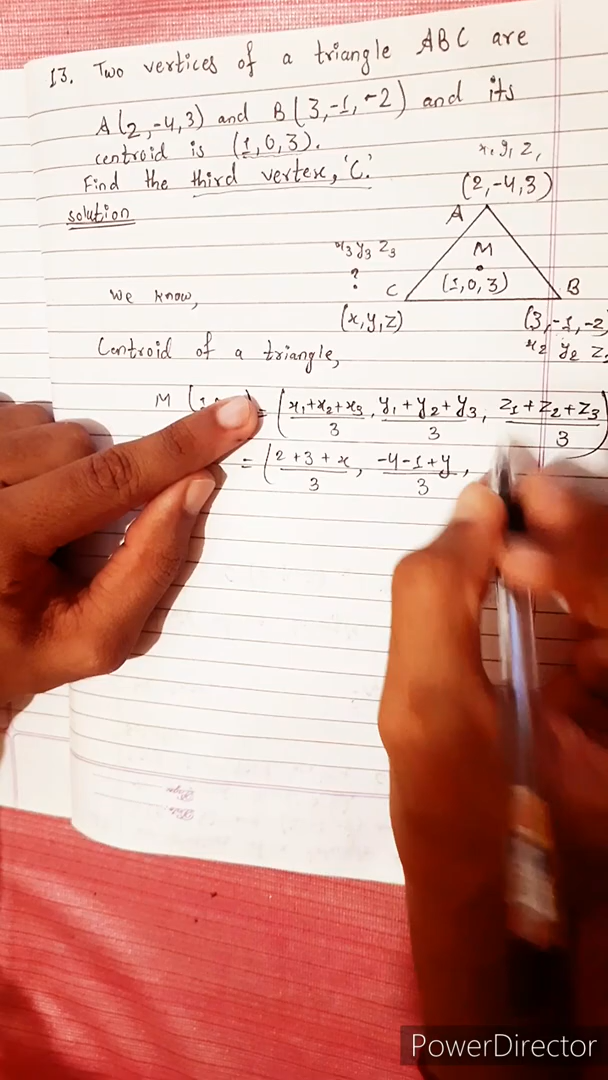 13. Two vertices of a triangle ABC are
A(2,-4,3) and B(3,-1,-2) and its
centroid is (1,0,3).
Find the third vertex, 'C'.
solution
x₁ y₁ z₁
(2,-4,3)
A
M
(1,0,3)
x₃ y₃ z₃
?
C
(x,y,z)
B
(3,-1,-2)
x₂ y₂ z
We know,
Centroid of a triangle,
M = (x₁+x₂+x₃/3, y₁+y₂+y₃/3, z₁+z₂+z₃/3)
= (2+3+x/3, -4-1+y/3,
PowerDirector